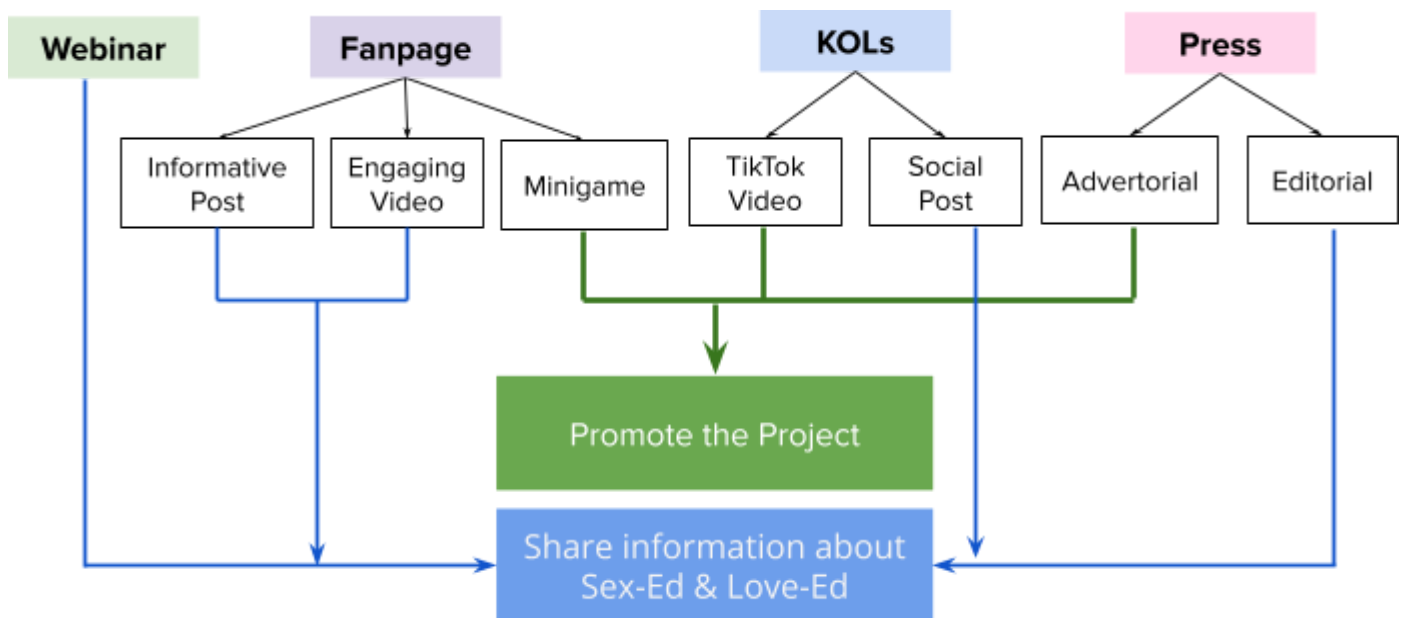 Webinar
Fanpage
KOLs
Press
Informative
Post
Engaging
Video
Minigame
TikTok
Video
Social
Post
Advertorial
Editorial
Promote the Project
Share information about
Sex-Ed & Love-Ed